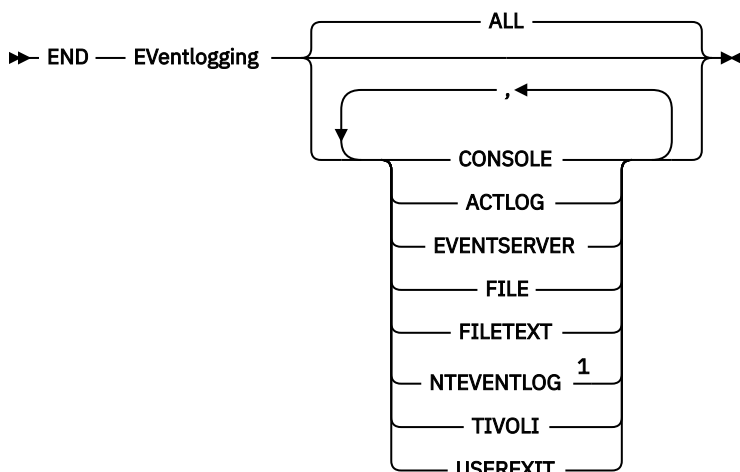 ALL
END EVentlogging
,
CONSOLE
ACTLOG
EVENTSERVER
FILE
FILETEXT
NTEVENTLOG 1
TIVOLI
USEREXIT